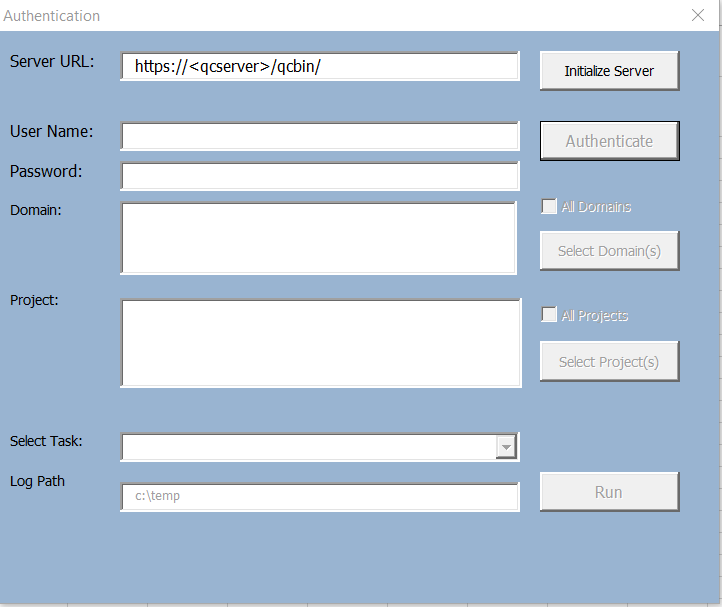 Authentication
Server URL: https://<qcserver>/qcbin/ Initialize Server
User Name: Authenticate
Password:
Domain: All Domains
Select Domain(s)
Project: All Projects
Select Project(s)
Select Task:
Log Path c:\temp Run